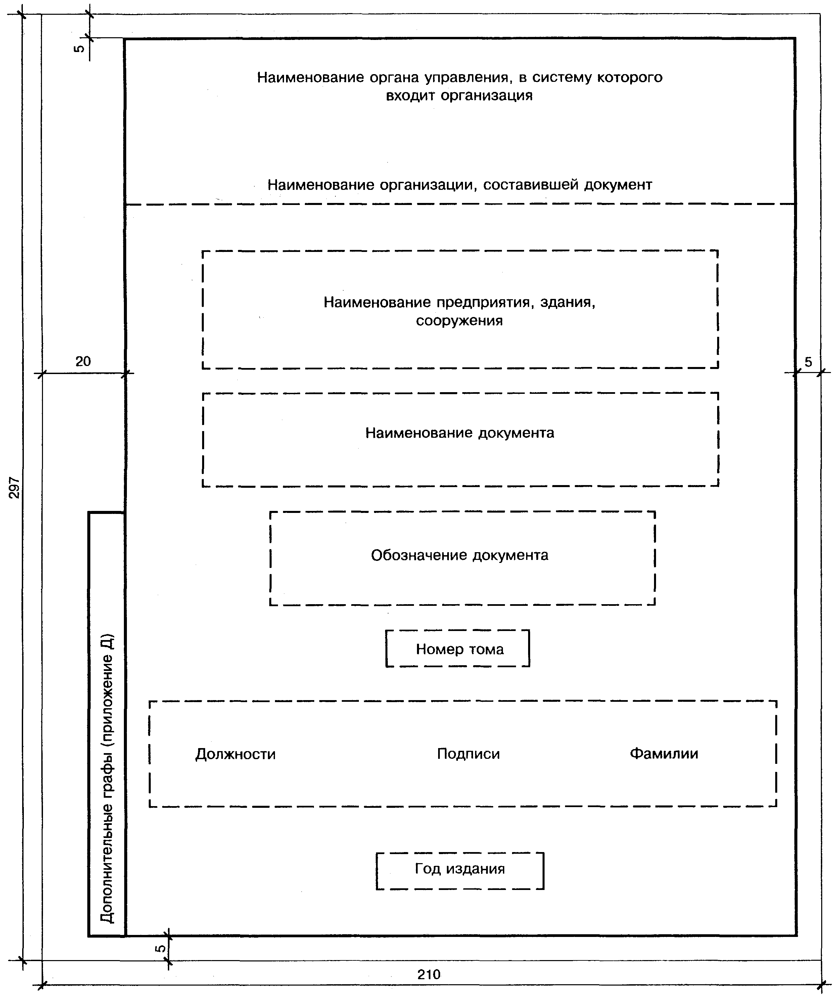 5
Наименование органа управления, в систему которого
входит организация
Наименование организации, составившей документ
Наименование предприятия, здания,
сооружения
20
5
Наименование документа
297
Обозначение документа
Номер тома
Дополнительные графы (приложение Д)
Должности Подписи Фамилии
Год издания
5
210